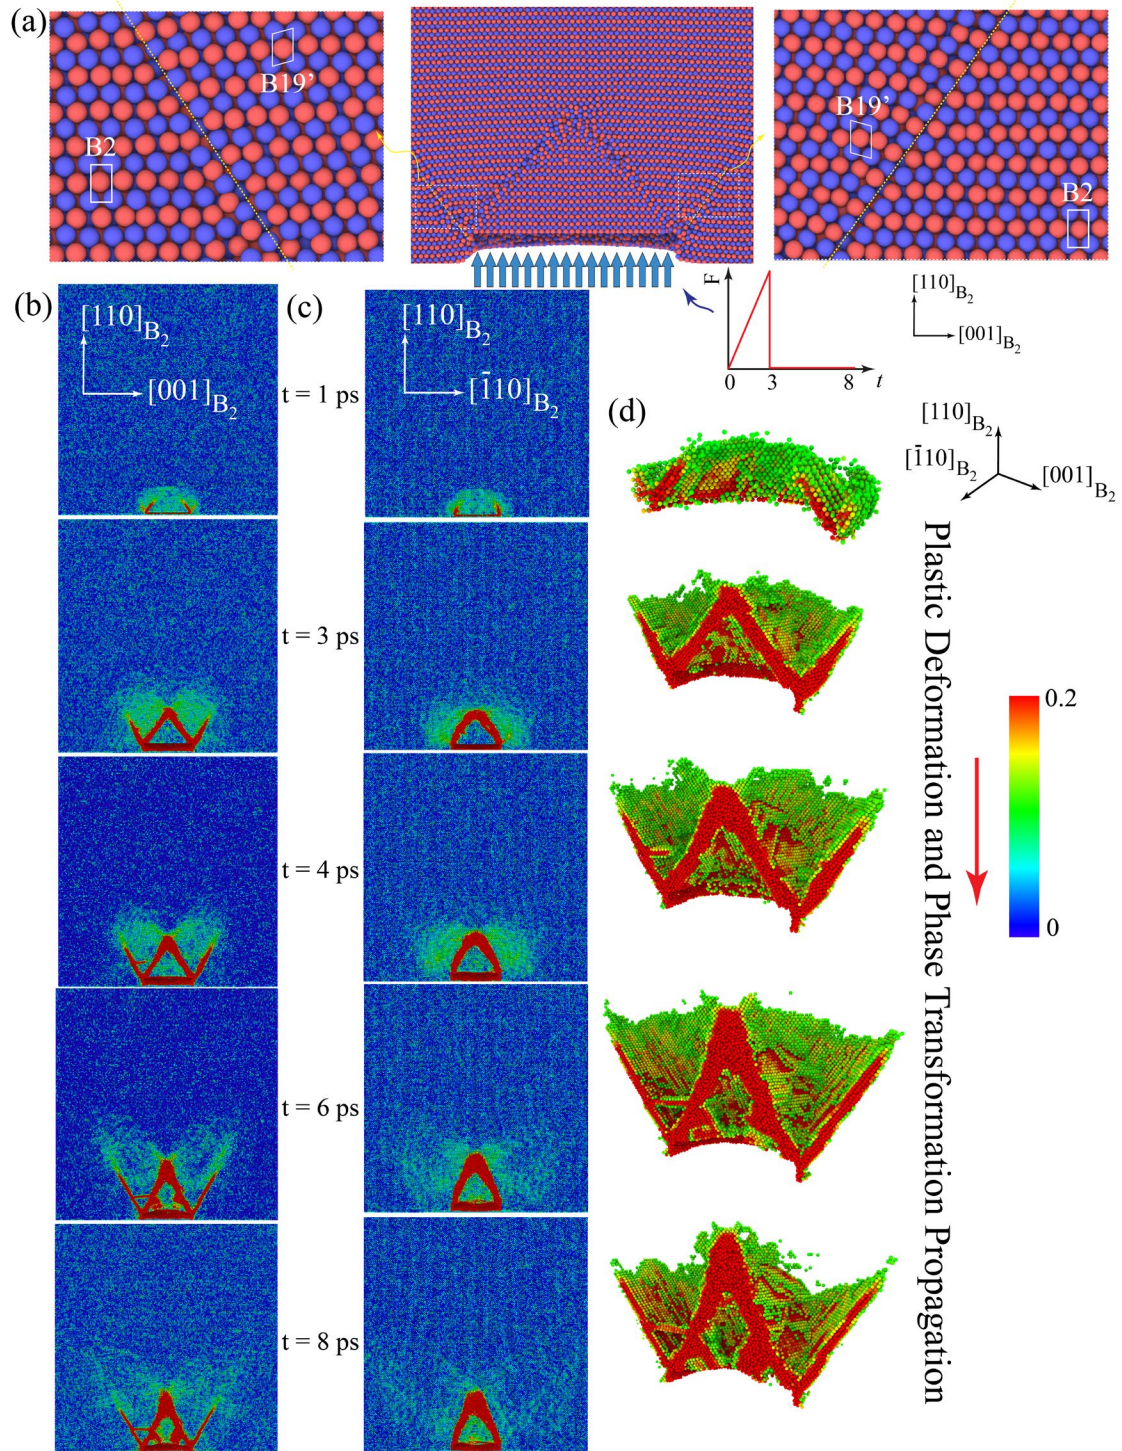 (a)
B19’
B2
B19’
B2
F
0
3
8
t
[110]B2
[001]B2
(b)
[110]B2
[001]B2
(c)
[110]B2
[1̄10]B2
t = 1 ps
t = 3 ps
t = 4 ps
t = 6 ps
t = 8 ps
(d)
[110]B2
[1̄10]B2
[001]B2
Plastic Deformation and Phase Transformation Propagation
0.2
0